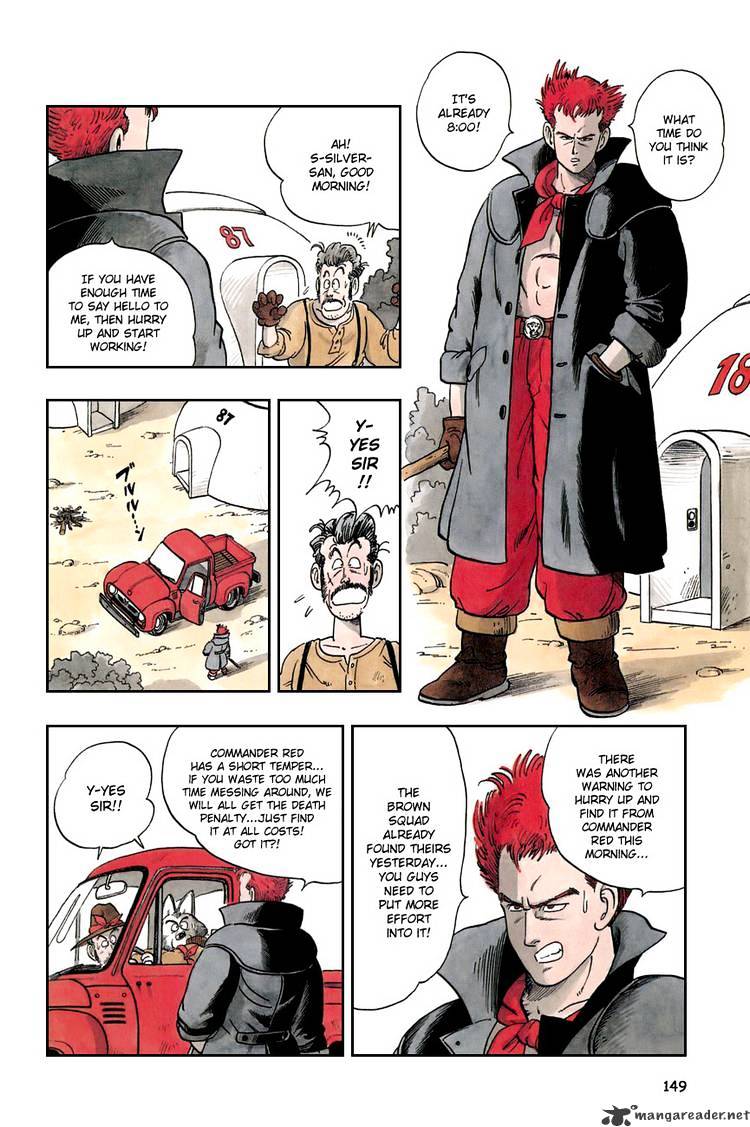 WHAT
TIME DO
YOU THINK
IT IS?
IT'S
ALREADY
8:00!
AH!
S-SILVER-
SAN, GOOD
MORNING!
87
IF YOU HAVE
ENOUGH TIME
TO SAY HELLO TO
ME, THEN HURRY
UP AND START
WORKING!
18
Y-
YES
SIR
!!
87
ブルルー...ン
THERE
WAS ANOTHER
WARNING TO
HURRY UP AND
FIND IT FROM
COMMANDER
RED THIS
MORNING...
THE
BROWN
SQUAD
ALREADY
FOUND THEIRS
YESTERDAY...
YOU GUYS
NEED TO
PUT MORE
EFFORT
INTO IT!
COMMANDER RED
HAS A SHORT TEMPER...
IF YOU WASTE TOO MUCH
TIME MESSING AROUND, WE
WILL ALL GET THE DEATH
PENALTY...JUST FIND
IT AT ALL COSTS!
GOT IT?!
Y-YES
SIR!!
149
mangareader.net